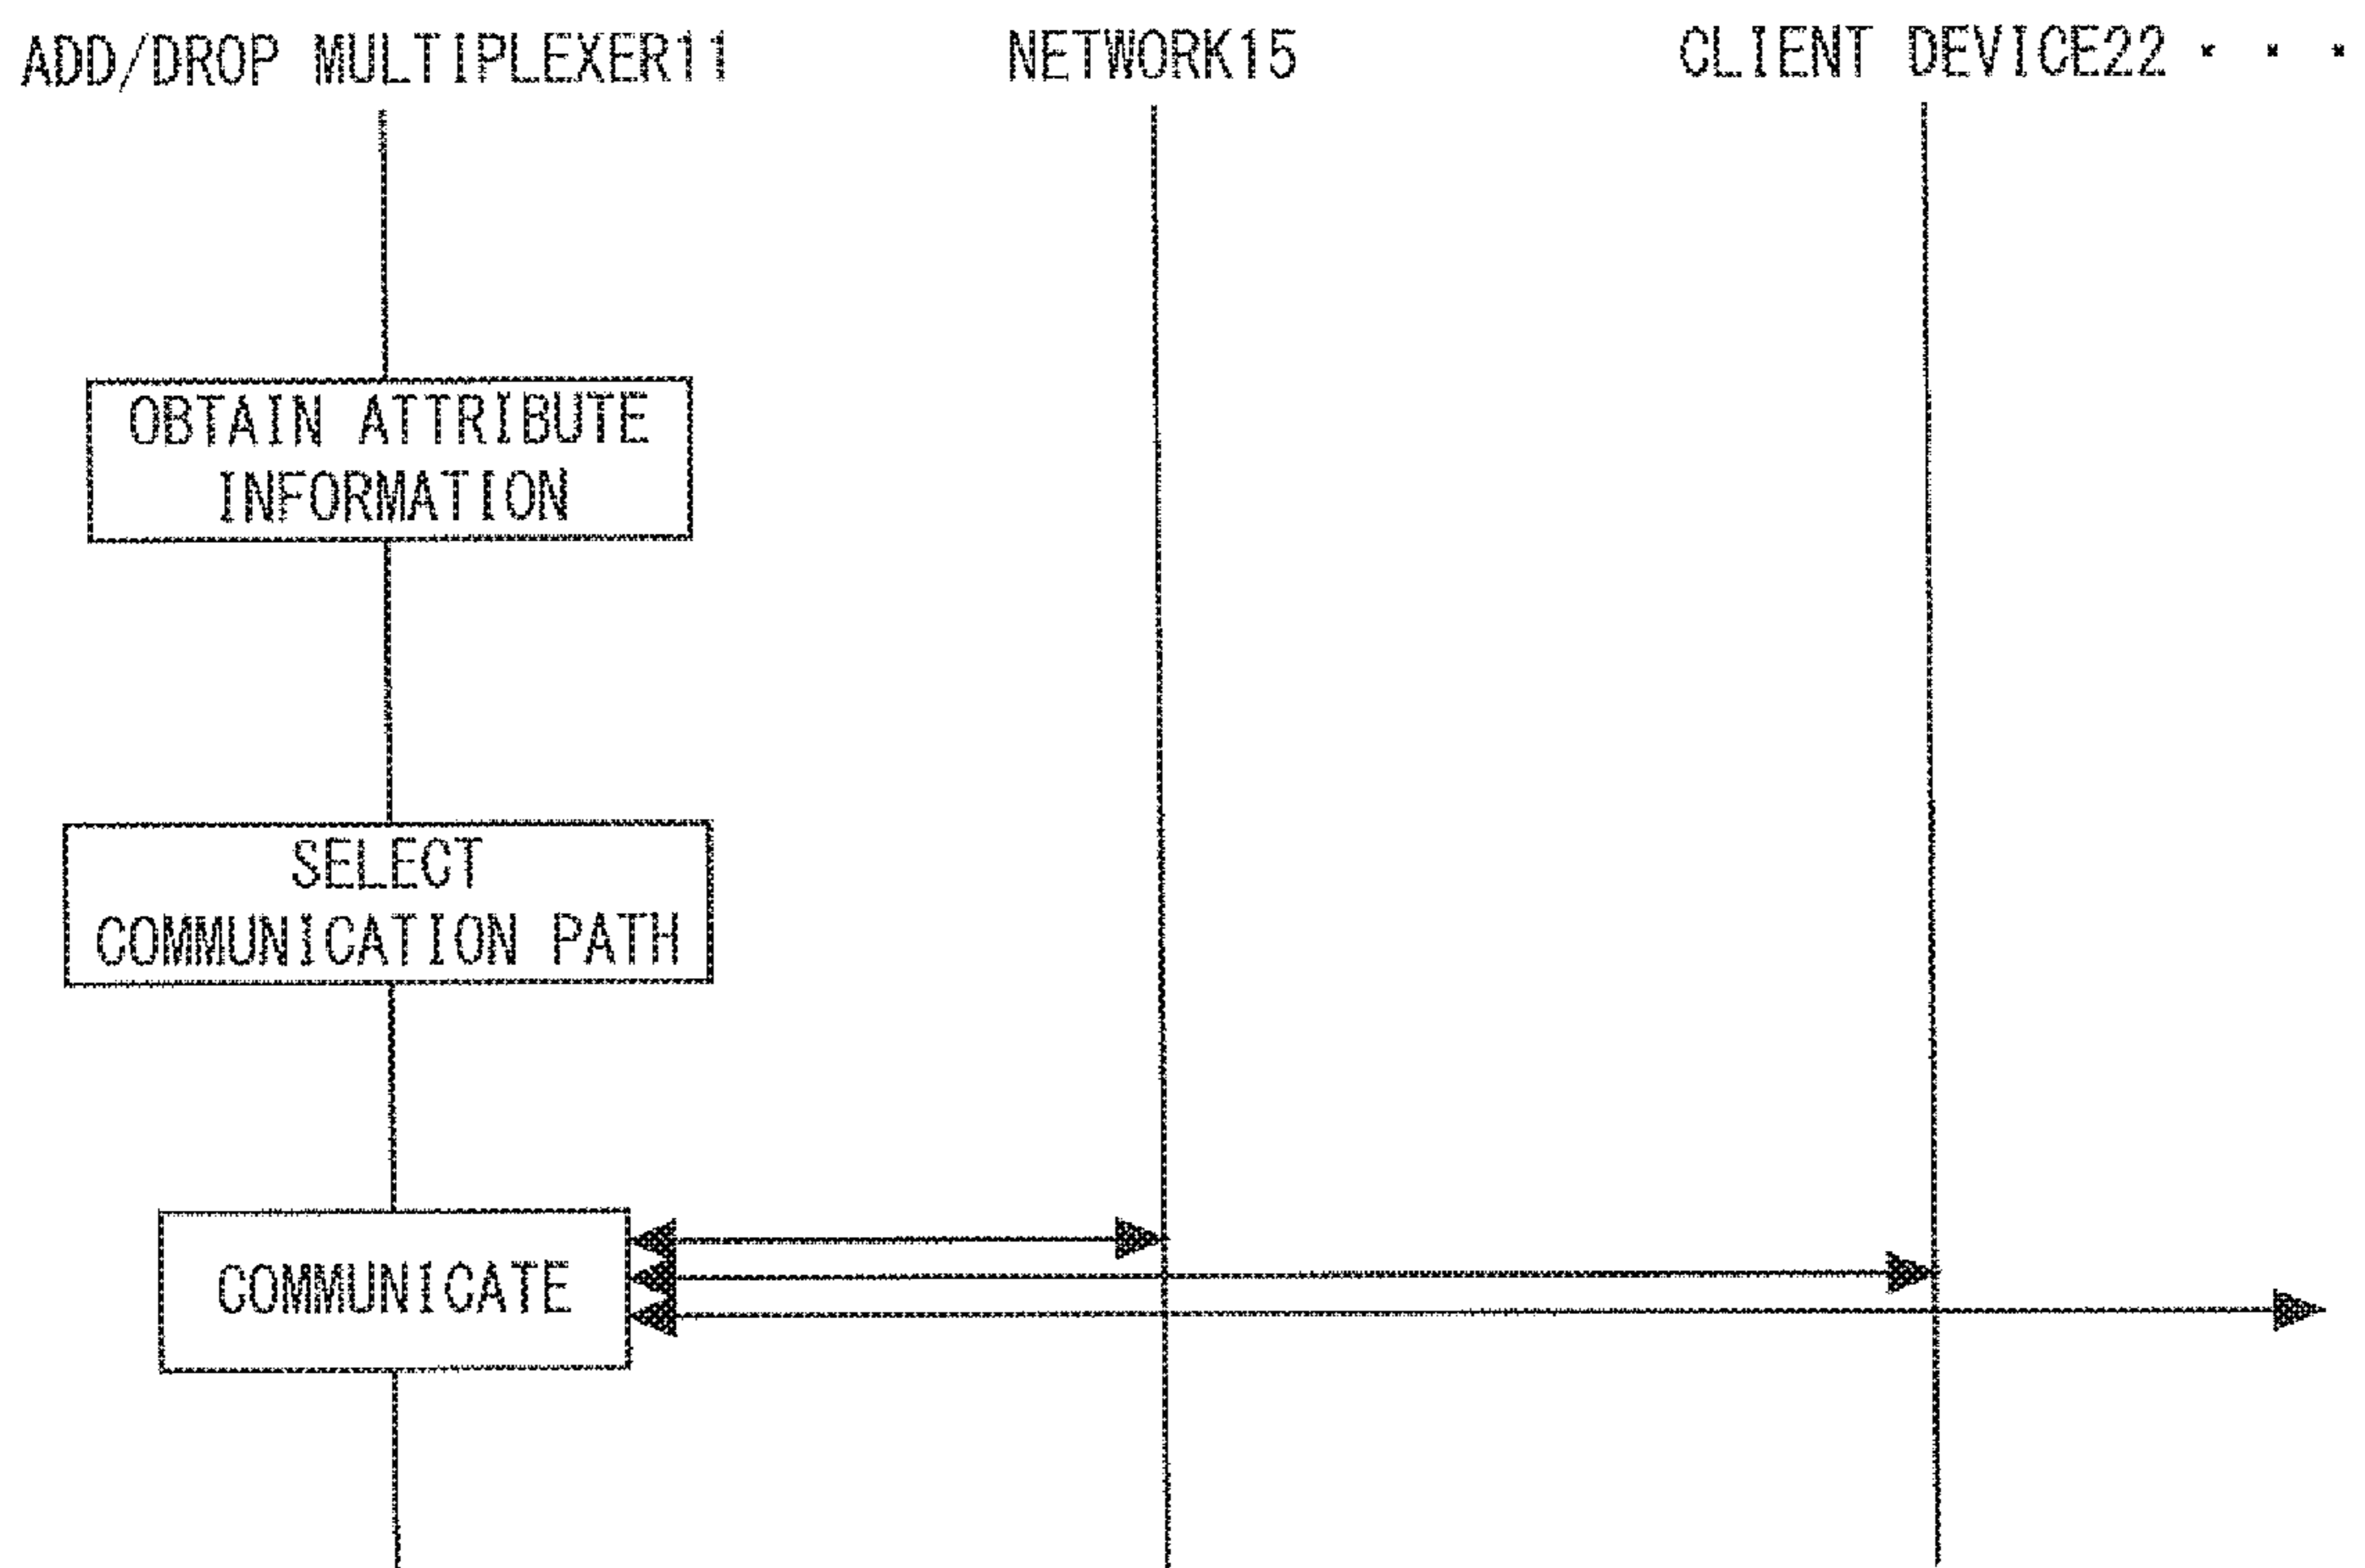 ADD/DROP MULTIPLEXER11 NETWORK15 CLIENT DEVICE22 · · ·
OBTAIN ATTRIBUTE
INFORMATION
SELECT
COMMUNICATION PATH
COMMUNICATE